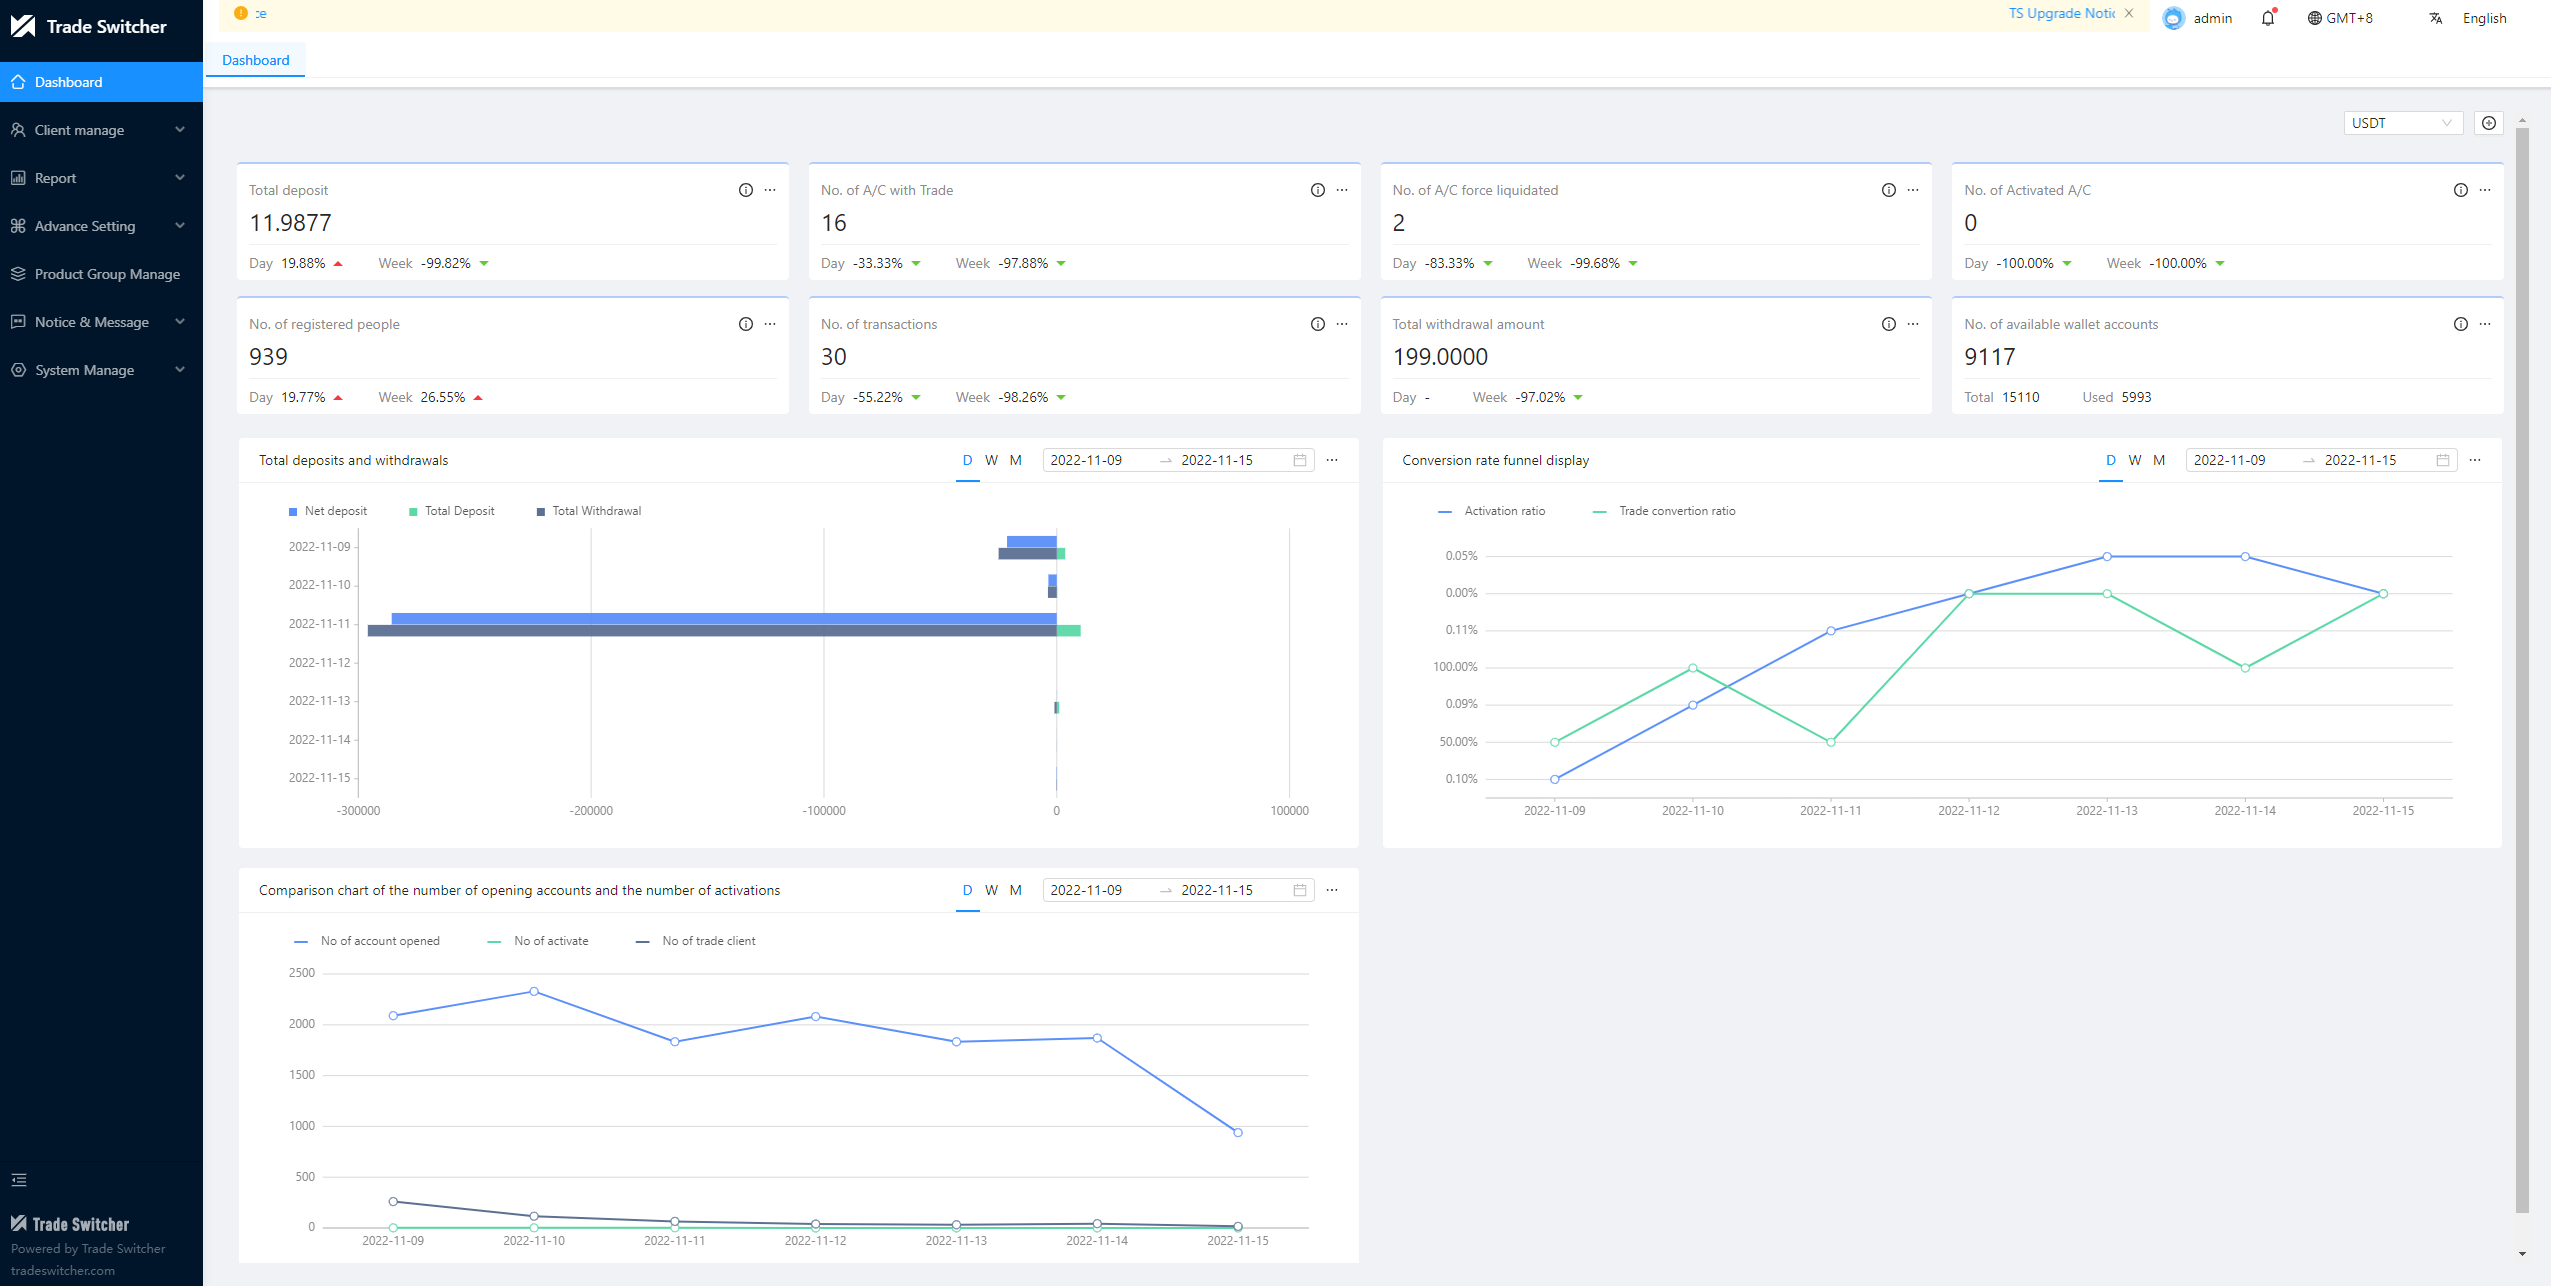 Trade Switcher
Dashboard
Client manage
Report
Advance Setting
Product Group Manage
Notice & Message
System Manage
Trade Switcher
Powered by Trade Switcher
tradeswitcher.com
ce
TS Upgrade Notic
admin
GMT+8
English
Dashboard
USDT
Total deposit
11.9877
Day 19.88% Week -99.82%
No. of A/C with Trade
16
Day -33.33% Week -97.88%
No. of A/C force liquidated
2
Day -83.33% Week -99.68%
No. of Activated A/C
0
Day -100.00% Week -100.00%
No. of registered people
939
Day 19.77% Week 26.55%
No. of transactions
30
Day -55.22% Week -98.26%
Total withdrawal amount
199.0000
Day - Week -97.02%
No. of available wallet accounts
9117
Total 15110 Used 5993
Total deposits and withdrawals
D W M 2022-11-09 2022-11-15
Net deposit Total Deposit Total Withdrawal
2022-11-09
2022-11-10
2022-11-11
2022-11-12
2022-11-13
2022-11-14
2022-11-15
-300000 -200000 -100000 0 100000
Conversion rate funnel display
D W M 2022-11-09 2022-11-15
Activation ratio Trade convertion ratio
0.05%
0.00%
0.11%
100.00%
0.09%
50.00%
0.10%
2022-11-09 2022-11-10 2022-11-11 2022-11-12 2022-11-13 2022-11-14 2022-11-15
Comparison chart of the number of opening accounts and the number of activations
D W M 2022-11-09 2022-11-15
No of account opened No of activate No of trade client
2500
2000
1500
1000
500
0
2022-11-09 2022-11-10 2022-11-11 2022-11-12 2022-11-13 2022-11-14 2022-11-15